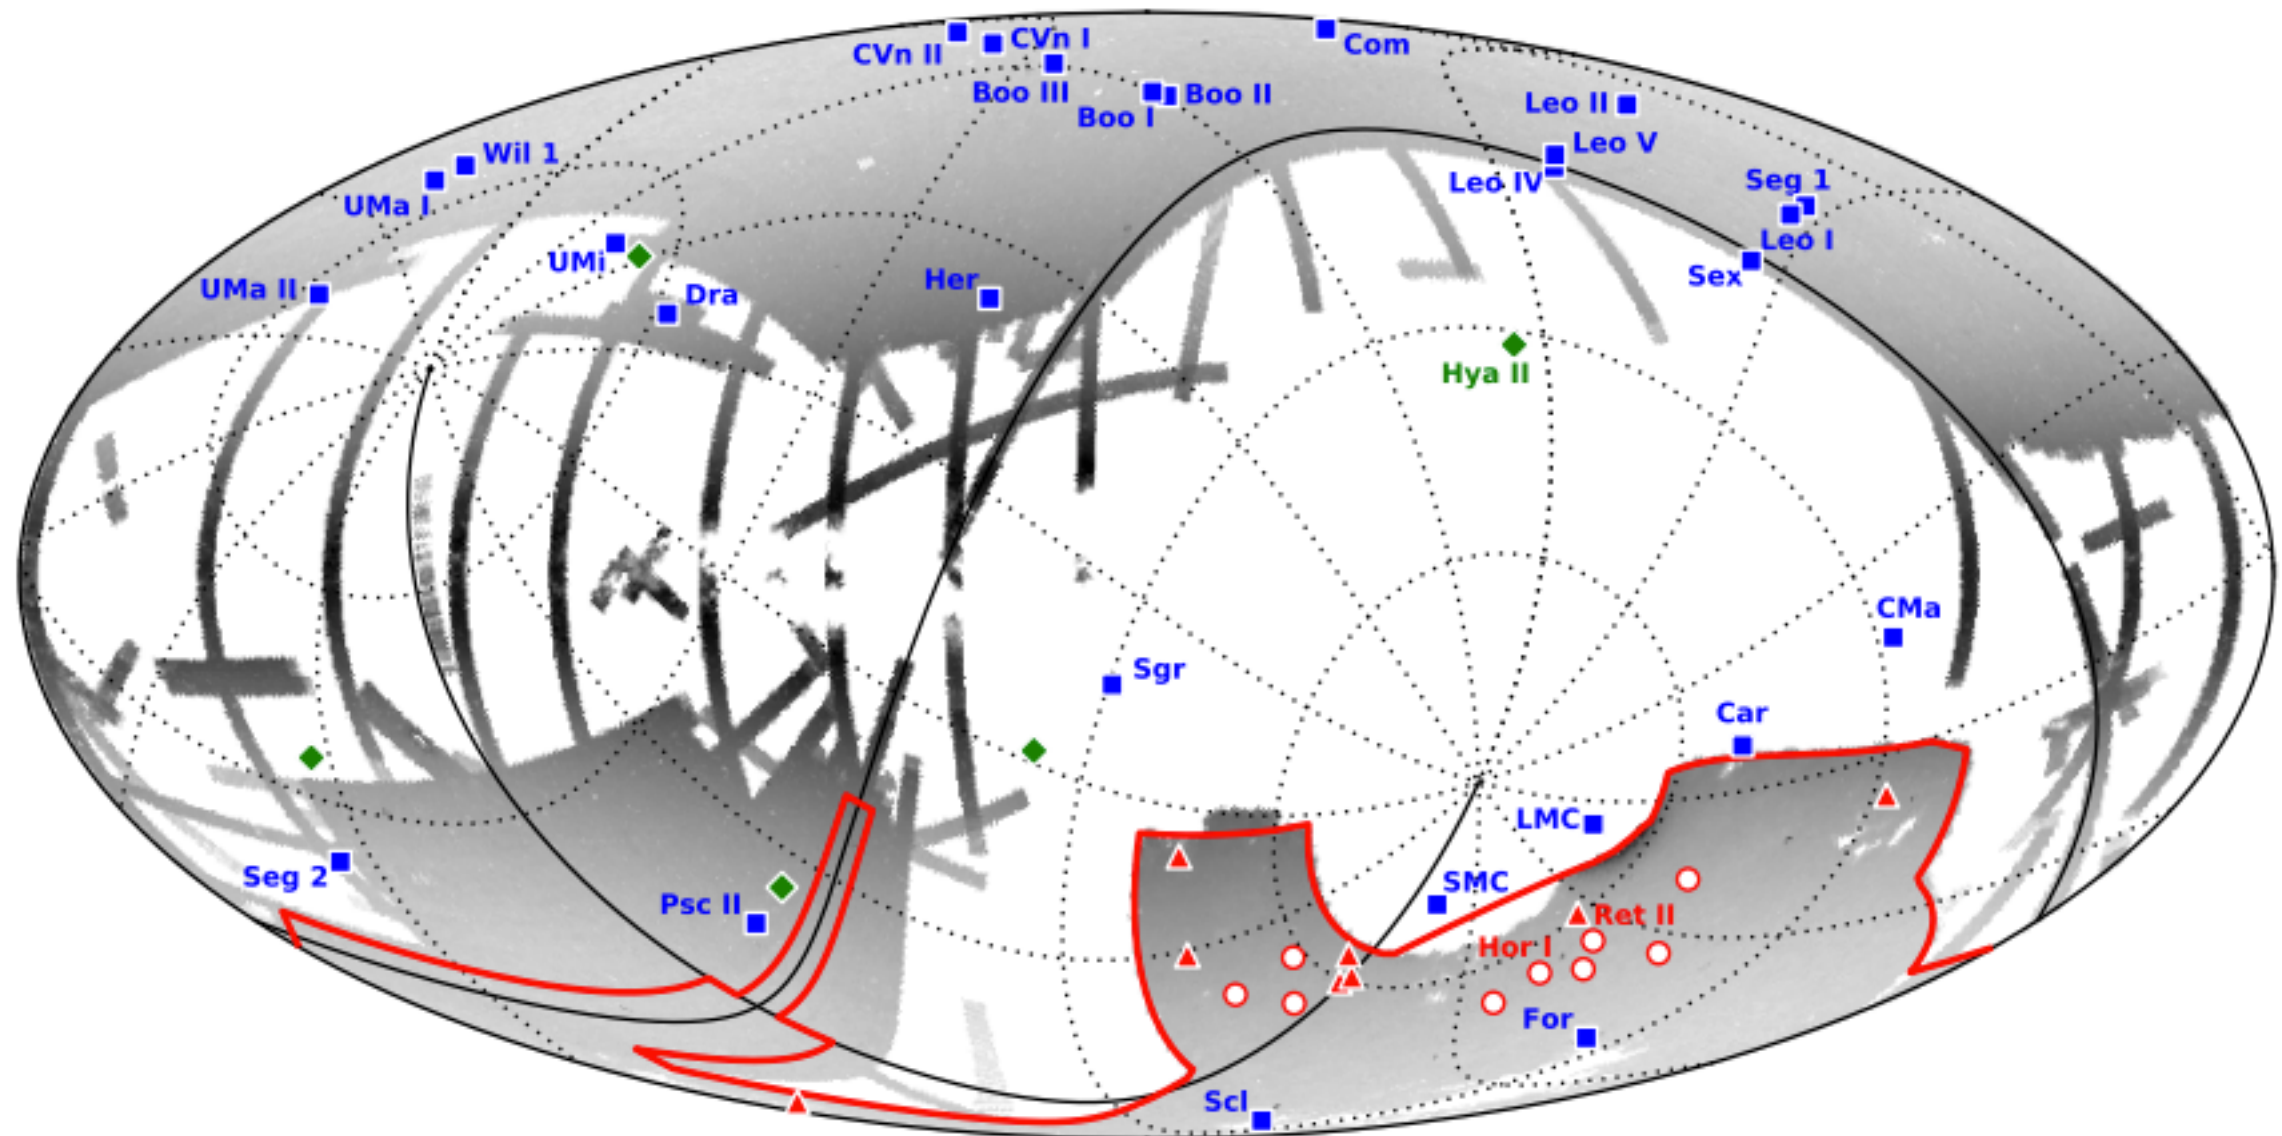 CVn II
CVn I
Com
Boo III
Boo II
Boo I
Leo II
Leo V
Wil 1
Leo IV
Seg 1
UMa I
Leo I
UMi
Sex
UMa II
Dra
Her
Hya II
CMa
Sgr
Car
LMC
Seg 2
SMC
Psc II
Ret II
Hor I
For
Scl